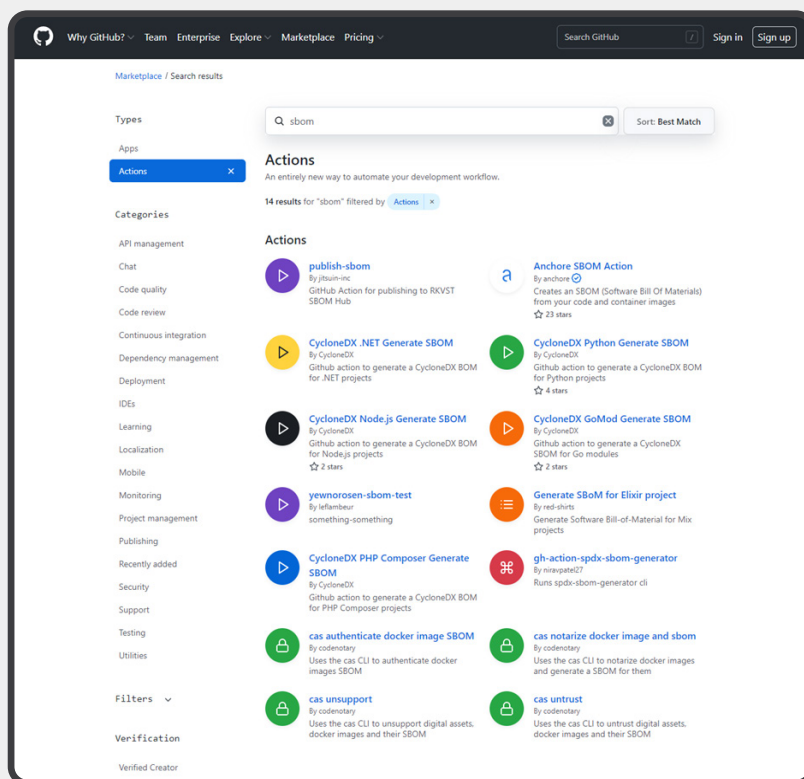 Why GitHub? Team Enterprise Explore Marketplace Pricing Search GitHub / Sign in Sign up
Marketplace / Search results
Types
Apps
Actions ×
Categories
API management
Chat
Code quality
Code review
Continuous integration
Dependency management
Deployment
IDEs
Learning
Localization
Mobile
Monitoring
Project management
Publishing
Recently added
Security
Support
Testing
Utilities
Filters
Verification
Verified Creator
sbom
Sort: Best Match
Actions
An entirely new way to automate your development workflow.
14 results for "sbom" filtered by Actions ×
Actions
publish-sbom
By jitsuin-inc
GitHub Action for publishing to RKVST
SBOM Hub
Anchore SBOM Action
By anchore
Creates an SBOM (Software Bill Of Materials)
from your code and container images
23 stars
CycloneDX .NET Generate SBOM
By CycloneDX
Github action to generate a CycloneDX BOM
for .NET projects
CycloneDX Python Generate SBOM
By CycloneDX
Github action to generate a CycloneDX BOM
for Python projects
4 stars
CycloneDX Node.js Generate SBOM
By CycloneDX
Github action to generate a CycloneDX BOM
for Node.js projects
2 stars
CycloneDX GoMod Generate SBOM
By CycloneDX
Github action to generate a CycloneDX
SBOM for Go modules
2 stars
yewnorosen-sbom-test
By leflambeur
something-something
Generate SBoM for Elixir project
By red-shirts
Generate Software Bill-of-Material for Mix
projects
CycloneDX PHP Composer Generate
SBOM
By CycloneDX
Github action to generate a CycloneDX BOM
for PHP Composer projects
gh-action-spdx-sbom-generator
By niravpatel27
Runs spdx-sbom-generator cli
cas authenticate docker image SBOM
By codenotary
Uses the cas CLI to authenticate docker
images SBOM
cas notarize docker image and sbom
By codenotary
Uses the cas CLI to notarize docker images
and generate a SBOM for them
cas unsupport
By codenotary
Uses the cas CLI to unsupport digital assets,
docker images and their SBOM
cas untrust
By codenotary
Uses the cas CLI to untrust digital assets,
docker images and their SBOM